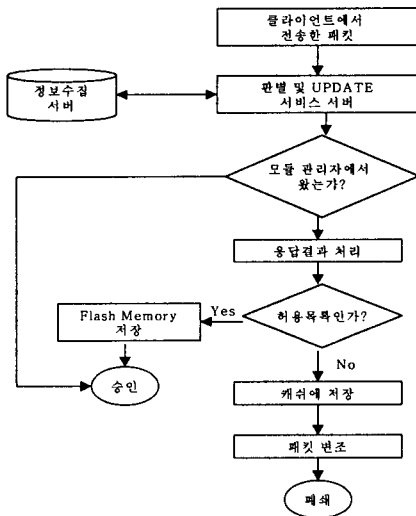 클라이언트에서
전송한 패킷
정보수집
서버
판별 및 UPDATE
서비스 서버
모듈 관리자에서
왔는가?
응답결과 처리
Flash Memory
저장
Yes
허용목록인가?
No
승인
캐쉬에 저장
패킷 변조
폐쇄